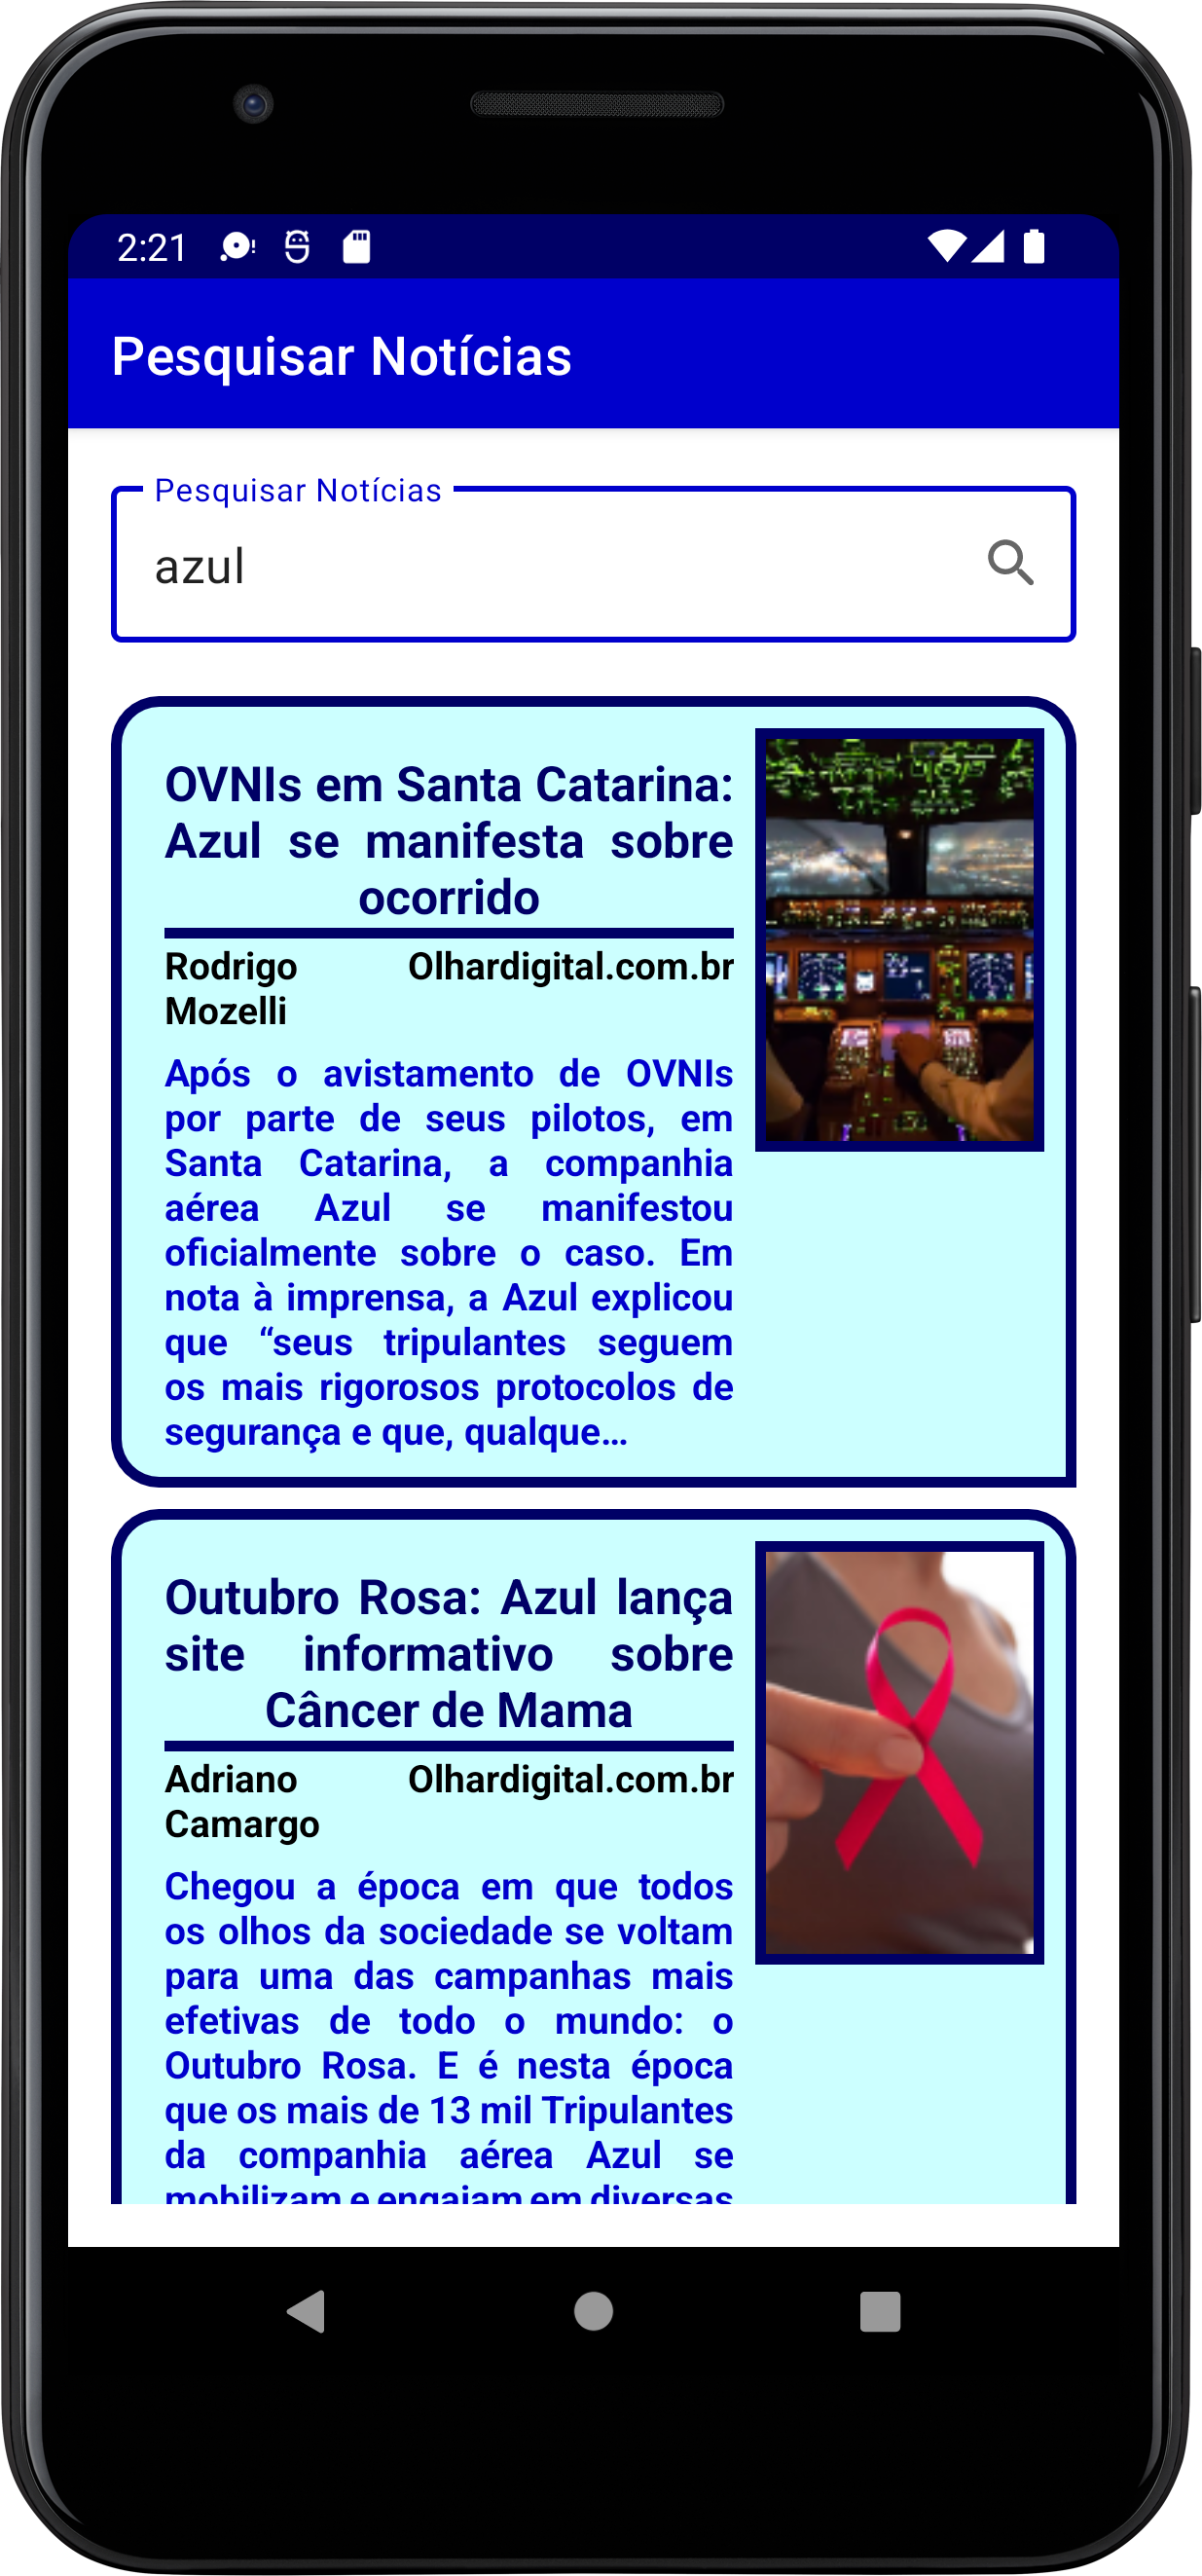 2:21
Pesquisar Notícias
Pesquisar Notícias
azul
OVNIs em Santa Catarina:
Azul se manifesta sobre
ocorrido
Rodrigo Mozelli
Olhardigital.com.br
Após o avistamento de OVNIs
por parte de seus pilotos, em
Santa Catarina, a companhia
aérea Azul se manifestou
oficialmente sobre o caso. Em
nota à imprensa, a Azul explicou
que “seus tripulantes seguem
os mais rigorosos protocolos de
segurança e que, qualque…
Outubro Rosa: Azul lança
site informativo sobre
Câncer de Mama
Adriano Camargo
Olhardigital.com.br
Chegou a época em que todos
os olhos da sociedade se voltam
para uma das campanhas mais
efetivas de todo o mundo: o
Outubro Rosa. E é nesta época
que os mais de 13 mil Tripulantes
da companhia aérea Azul se
mobilizam e engajam em diversas